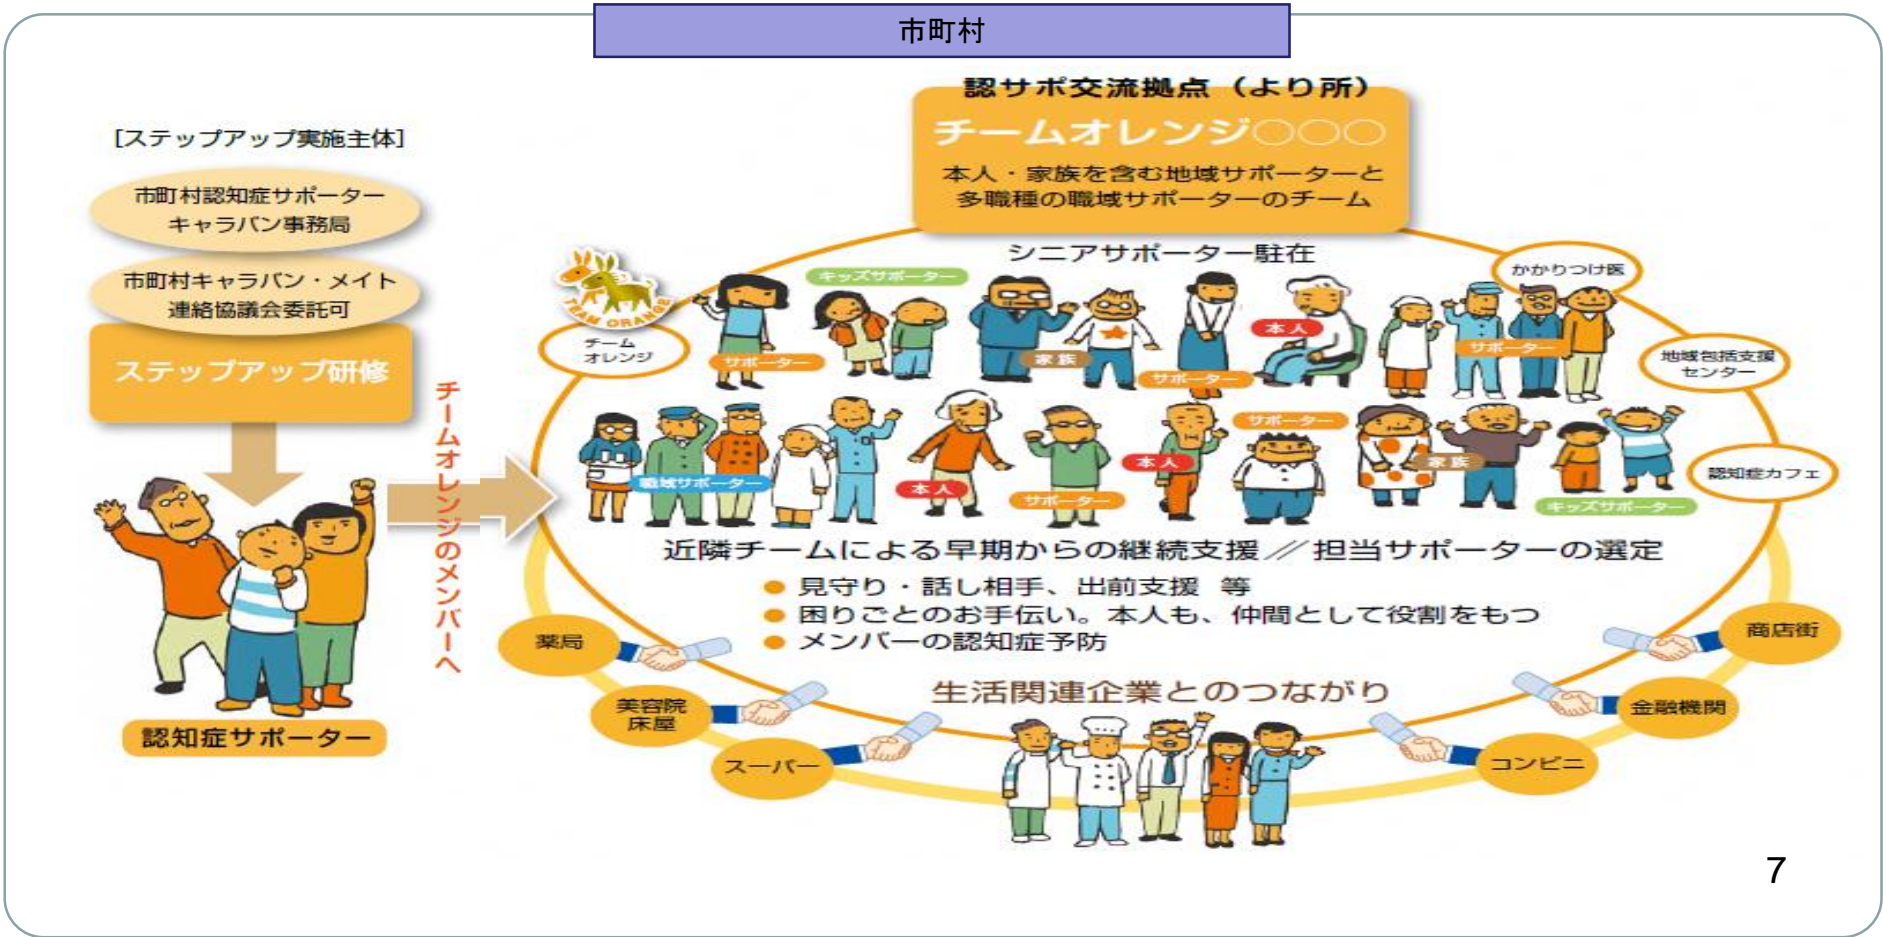 市町村
[ステップアップ実施主体]
市町村認知症サポーター
キャラバン事務局
市町村キャラバン・メイト
連絡協議会委託可
ステップアップ研修
認知症サポーター
チームオレンジのメンバーへ
認サポ交流拠点（より所）
チームオレンジ○○○
本人・家族を含む地域サポーターと
多職種の職域サポーターのチーム
シニアサポーター駐在
TEAM ORANGE
チーム
オレンジ
キッズサポーター
サポーター
家族
サポーター
本人
サポーター
かかりつけ医
地域包括支援
センター
認知症カフェ
職域サポーター
本人
サポーター
本人
サポーター
家族
キッズサポーター
近隣チームによる早期からの継続支援／／担当サポーターの選定
● 見守り・話し相手、出前支援 等
● 困りごとのお手伝い。本人も、仲間として役割をもつ
● メンバーの認知症予防
生活関連企業とのつながり
薬局
美容院
床屋
スーパー
コンビニ
金融機関
商店街
7